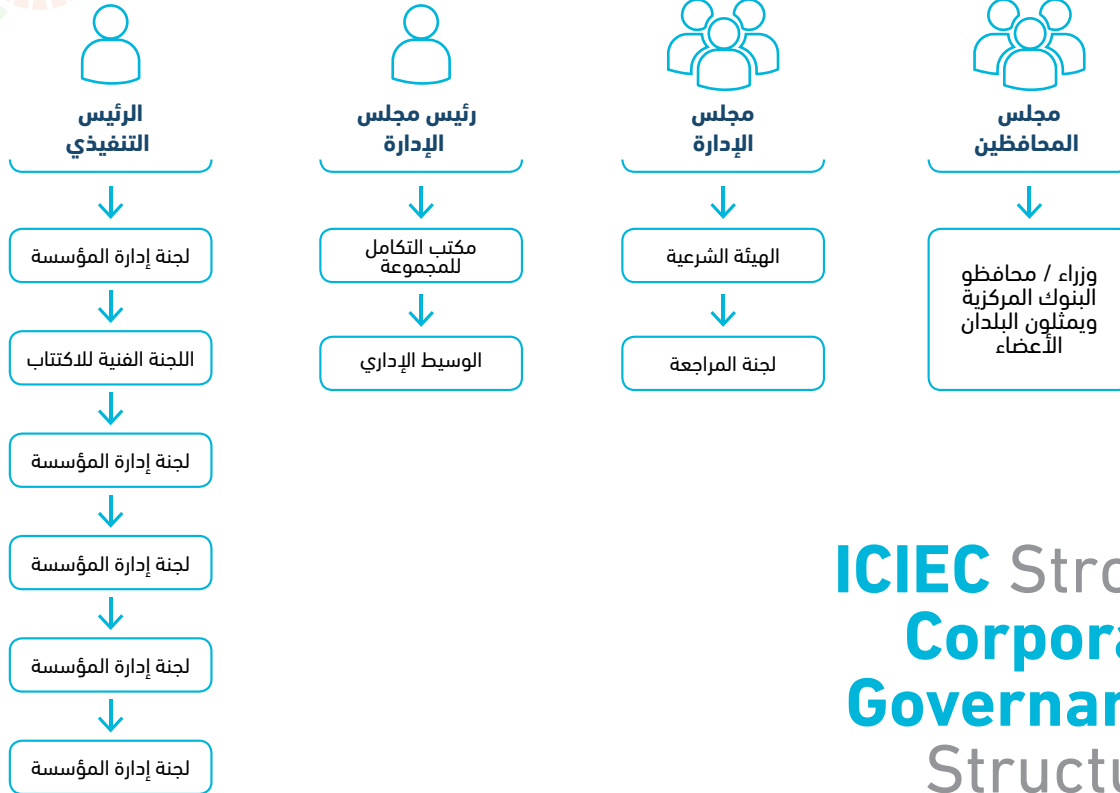 مجلس
المحافظين
وزراء / محافظو
البنوك المركزية
ويمثلون البلدان
الأعضاء
مجلس
الإدارة
الهيئة الشرعية
لجنة المراجعة
رئيس مجلس
الإدارة
مكتب التكامل
للمجموعة
الوسيط الإداري
الرئيس
التنفيذي
لجنة إدارة المؤسسة
اللجنة الفنية للاكتتاب
لجنة إدارة المؤسسة
لجنة إدارة المؤسسة
لجنة إدارة المؤسسة
لجنة إدارة المؤسسة
ICIEC